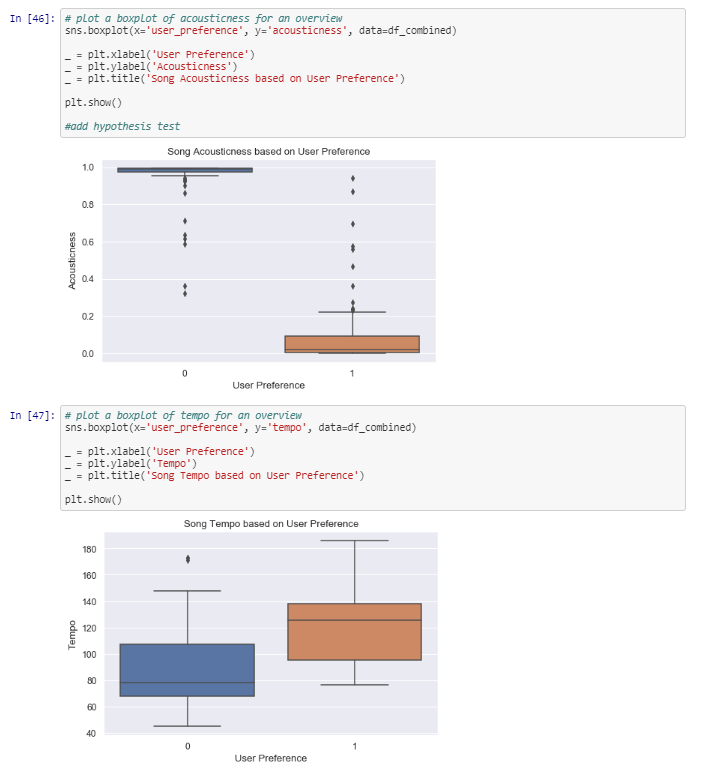 In [46]: # plot a boxplot of acousticness for an overview
sns.boxplot(x='user_preference', y='acousticness', data=df_combined)
_ = plt.xlabel('User Preference')
_ = plt.ylabel('Acousticness')
_ = plt.title('Song Acousticness based on User Preference')
plt.show()
#add hypothesis test
Song Acousticness based on User Preference
1.0
0.8
0.6
0.4
0.2
0.0
Acousticness
0 1
User Preference
In [47]: # plot a boxplot of tempo for an overview
sns.boxplot(x='user_preference', y='tempo', data=df_combined)
_ = plt.xlabel('User Preference')
_ = plt.ylabel('Tempo')
_ = plt.title('Song Tempo based on User Preference')
plt.show()
Song Tempo based on User Preference
180
160
140
120
100
80
60
40
Tempo
0 1
User Preference